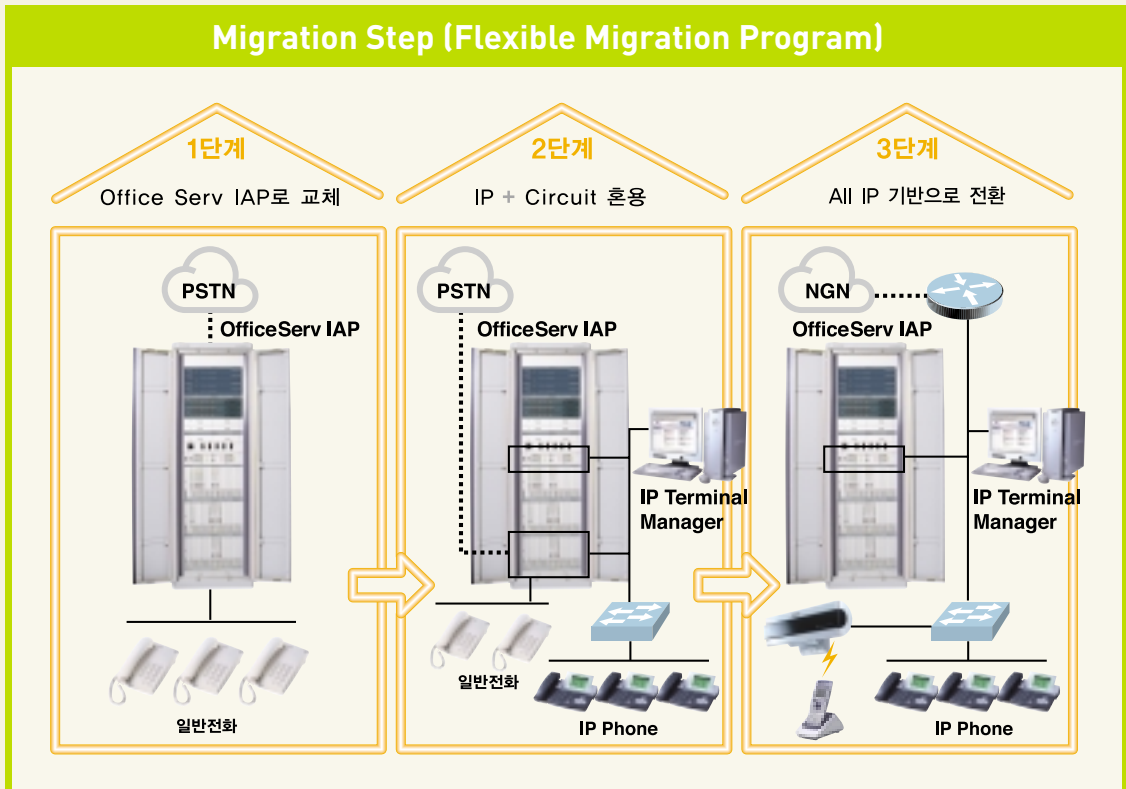 Migration Step (Flexible Migration Program)
1단계
Office Serv IAP로 교체
PSTN
OfficeServ IAP
일반전화
2단계
IP + Circuit 혼용
PSTN
OfficeServ IAP
IP Terminal
Manager
일반전화
IP Phone
3단계
All IP 기반으로 전환
NGN
OfficeServ IAP
IP Terminal
Manager
IP Phone